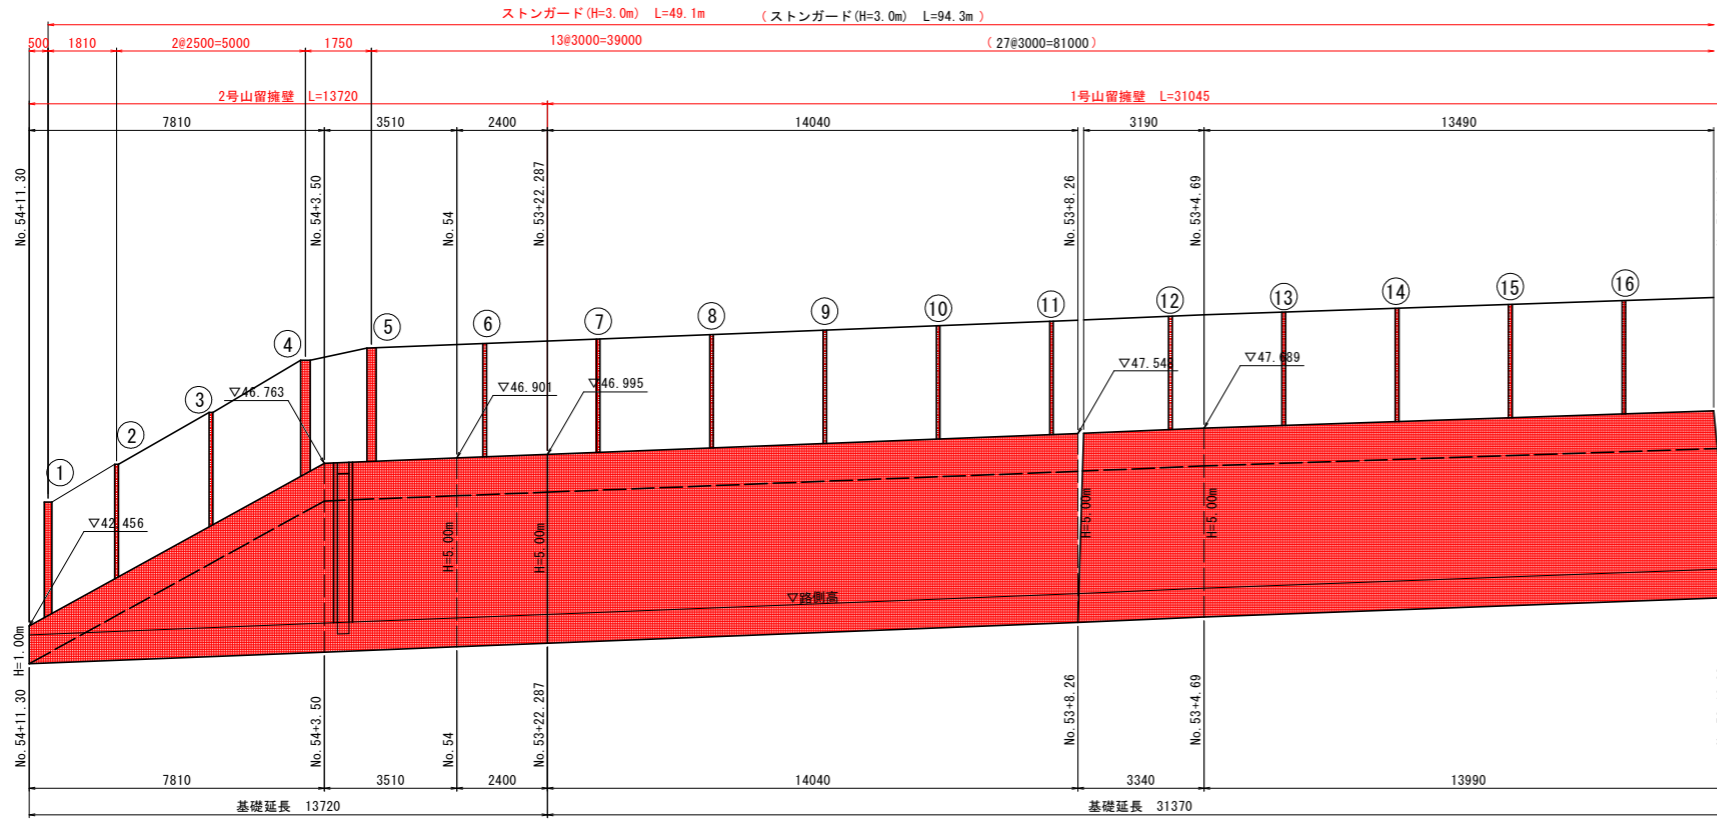 ストンガード(H=3.0m) L=49.1m (ストンガード(H=3.0m) L=94.3m)
500 1810 2@2500=5000 1750 13@3000=39000 (27@3000=81000)
2号山留擁壁 L=13720 1号山留擁壁 L=31045
7810 3510 2400 14040 3190 13490
No.54+11.30 No.54+3.50 No.54 No.53+22.287 No.53+8.26 No.53+4.69
① ② ③ ④ ⑤ ⑥ ⑦ ⑧ ⑨ ⑩ ⑪ ⑫ ⑬ ⑭ ⑮ ⑯
▽42.456 ▽46.763 ▽46.901 ▽46.995 ▽47.689
H=1.00m H=5.00m H=5.00m H=5.00m H=5.00m
▽路側高
No.54+11.30 No.54+3.50 No.54 No.53+22.287 No.53+8.26 No.53+4.69
7810 3510 2400 14040 3340 13990
基礎延長 13720 基礎延長 31370